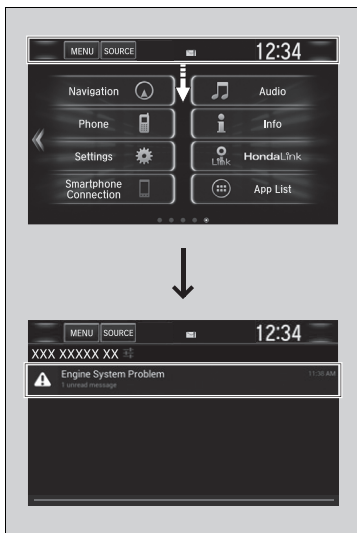 MENU SOURCE 12:34
Navigation Audio
Phone Info
Settings Link HondaLink
Smartphone
Connection App List
MENU SOURCE 12:34
XXX XXXXX XX
Engine System Problem 11:38 AM
1 unread message